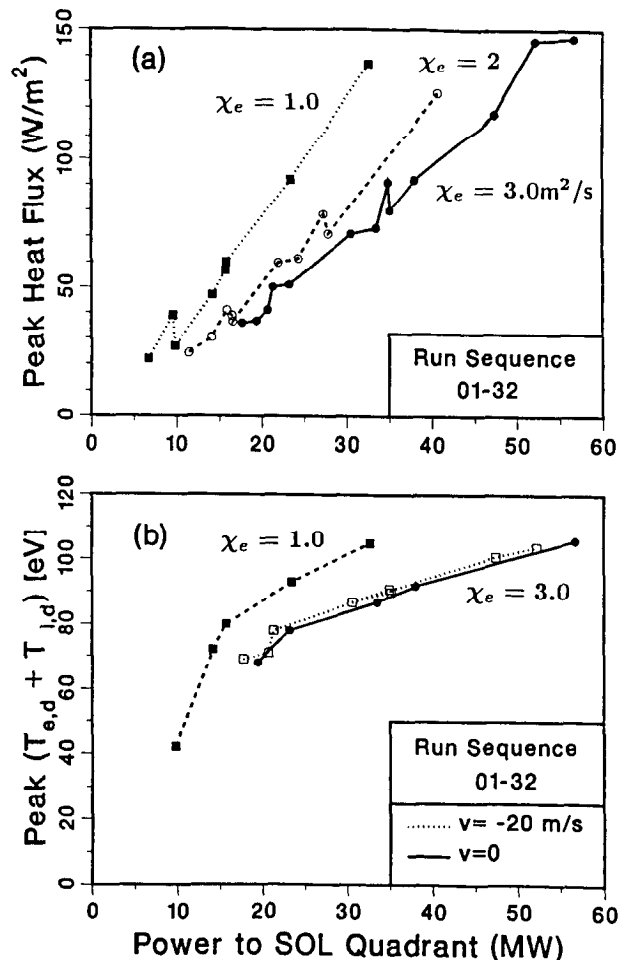 (a)
χe = 1.0
χe = 2
χe = 3.0m²/s
Run Sequence
01-32
Peak Heat Flux (W/m²)
150
100
50
0
0 10 20 30 40 50 60
(b)
χe = 1.0
χe = 3.0
Run Sequence
01-32
v= -20 m/s
v=0
Peak (Te,d + Ti,d) [eV]
120
100
80
60
40
20
0
0 10 20 30 40 50 60
Power to SOL Quadrant (MW)